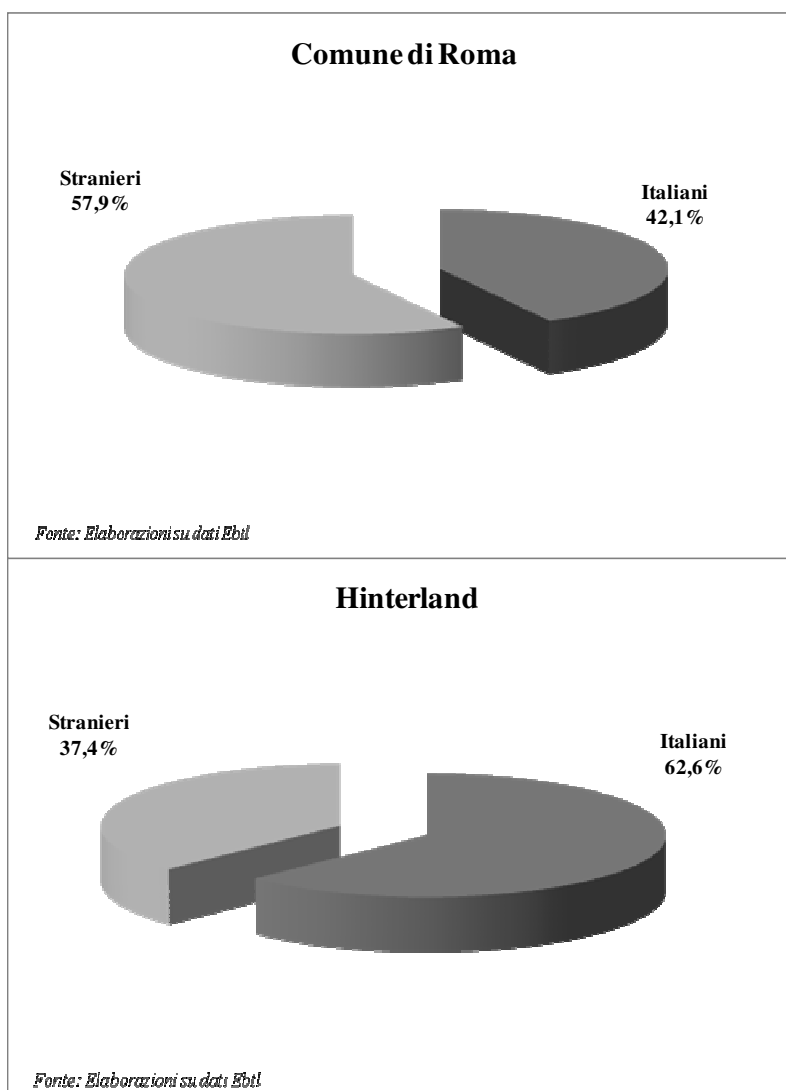 Comune di Roma
Stranieri
57,9%
Italiani
42,1%
Fonte: Elaborazioni su dati Ebtl
Hinterland
Stranieri
37,4%
Italiani
62,6%
Fonte: Elaborazioni su dati Ebtl